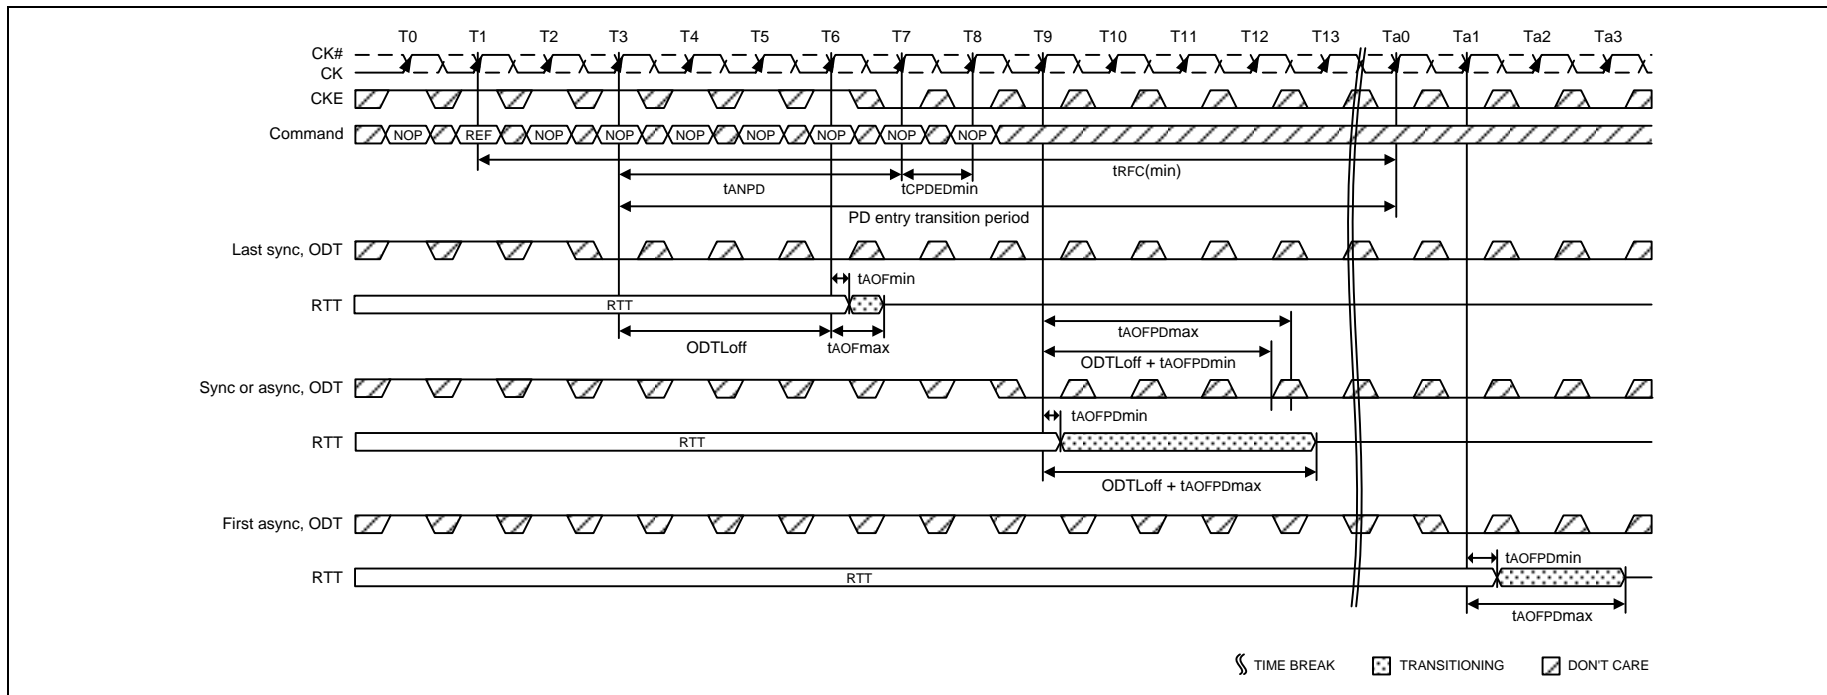 T0 T1 T2 T3 T4 T5 T6 T7 T8 T9 T10 T11 T12 T13 Ta0 Ta1 Ta2 Ta3
CK#
CK
CKE
Command NOP REF NOP NOP NOP NOP NOP NOP NOP
tRFC(min)
tANPD tCPDEDmin
PD entry transition period
Last sync, ODT
tAOFmin
RTT RTT
tAOFPDmax
ODTLoff tAOFmax
ODTLoff + tAOFPDmin
Sync or async, ODT
tAOFPDmin
RTT RTT
ODTLoff + tAOFPDmax
First async, ODT
tAOFPDmin
RTT RTT
tAOFPDmax
TIME BREAK TRANSITIONING DON'T CARE